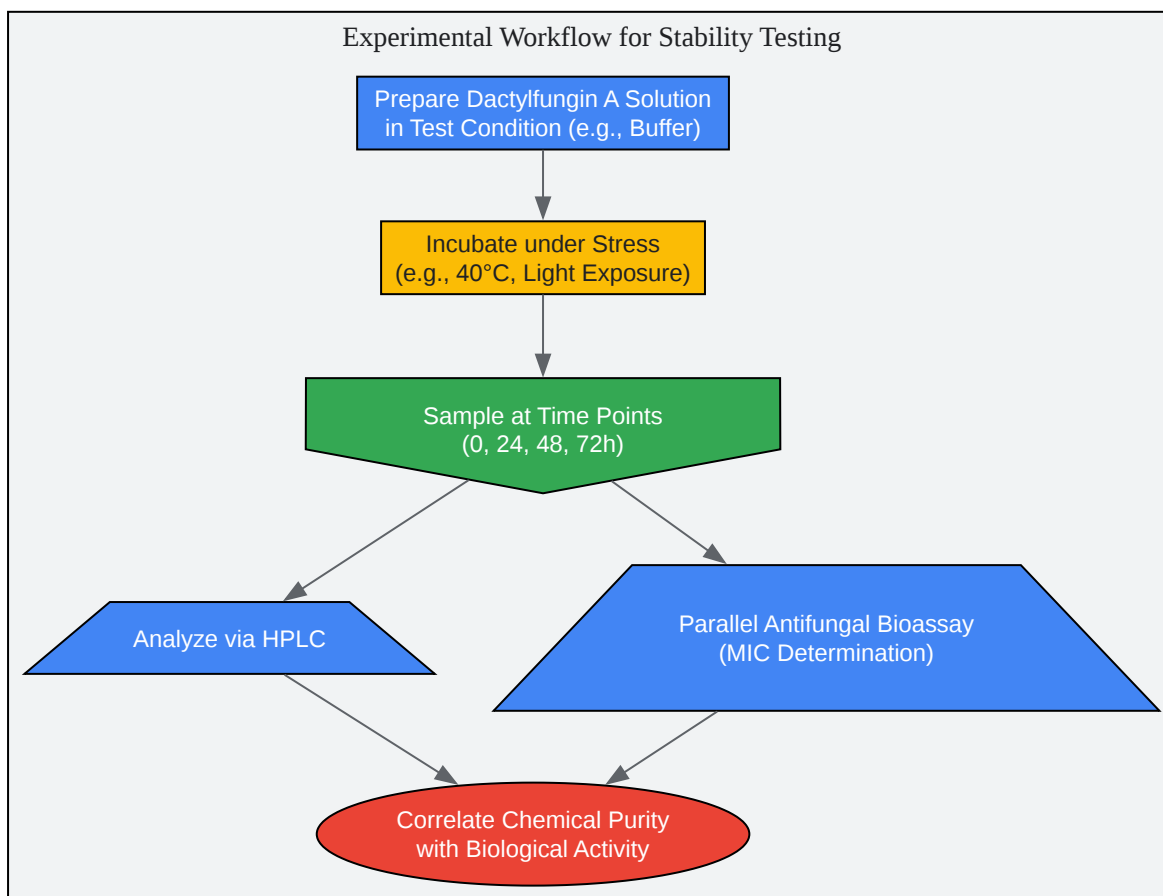 Experimental Workflow for Stability Testing
Prepare Dactylfungin A Solution
in Test Condition (e.g., Buffer)
Incubate under Stress
(e.g., 40°C, Light Exposure)
Sample at Time Points
(0, 24, 48, 72h)
Analyze via HPLC
Parallel Antifungal Bioassay
(MIC Determination)
Correlate Chemical Purity
with Biological Activity